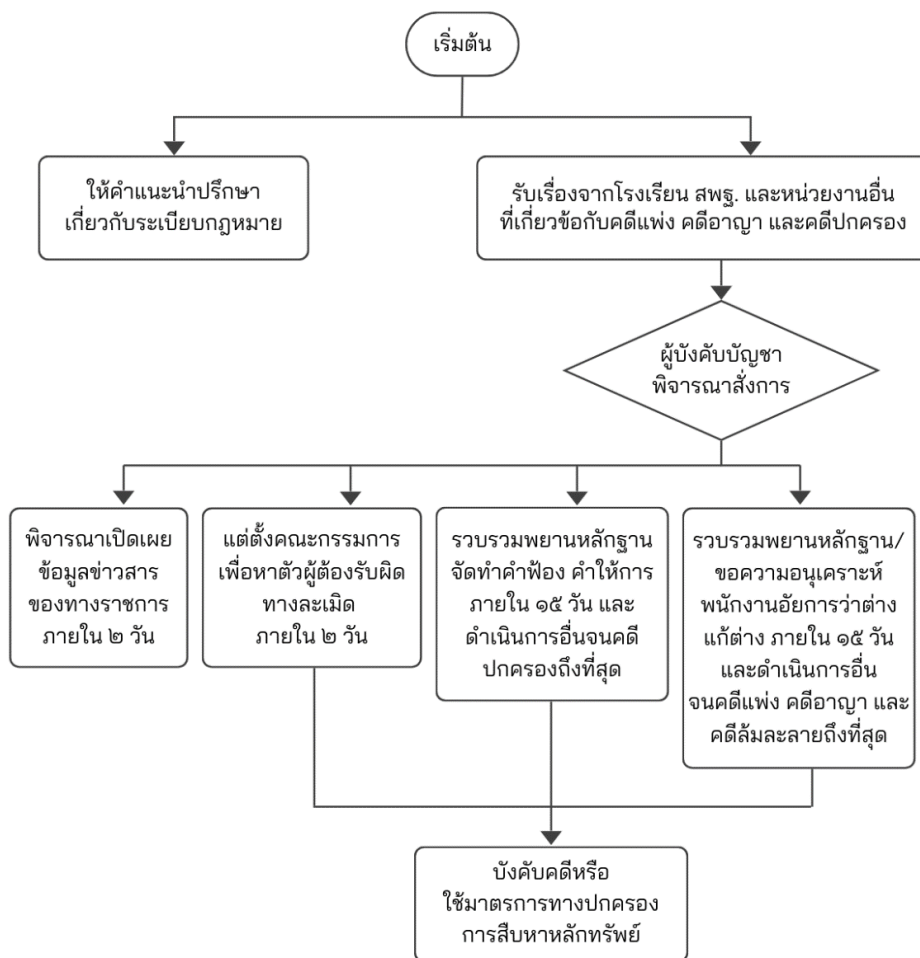 เริ่มต้น
ให้คำแนะนำปรึกษา
เกี่ยวกับระเบียบกฎหมาย
รับเรื่องจากโรงเรียน สพฐ. และหน่วยงานอื่น
ที่เกี่ยวข้อกับคดีแพ่ง คดีอาญา และคดีปกครอง
ผู้บังคับบัญชา
พิจารณาสั่งการ
พิจารณาเปิดเผย
ข้อมูลข่าวสาร
ของทางราชการ
ภายใน ๒ วัน
แต่ตั้งคณะกรรมการ
เพื่อหาตัวผู้ต้องรับผิด
ทางละเมิด
ภายใน ๒ วัน
รวบรวมพยานหลักฐาน
จัดทำคำฟ้อง คำให้การ
ภายใน ๑๕ วัน และ
ดำเนินการอื่นจนคดี
ปกครองถึงที่สุด
รวบรวมพยานหลักฐาน/
ขอความอนุเคราะห์
พนักงานอัยการว่าต่าง
แก้ต่าง ภายใน ๑๕ วัน
และดำเนินการอื่น
จนคดีแพ่ง คดีอาญา และ
คดีล้มละลายถึงที่สุด
บังคับคดีหรือ
ใช้มาตรการทางปกครอง
การสืบหาหลักทรัพย์